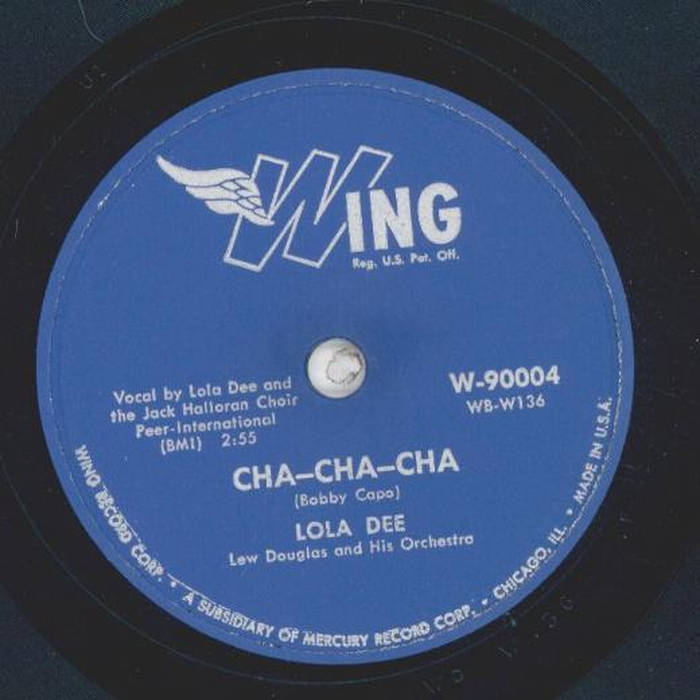 WING
Reg. U.S. Pat. Off.
Vocal by Lola Dee and
the Jack Halloran Choir
Peer-International
(BMI) 2:55
W-90004
WB-W136
CHA-CHA-CHA
(Bobby Capo)
LOLA DEE
Lew Douglas and His Orchestra
WING RECORD CORP. • A SUBSIDIARY OF MERCURY RECORD CORP. • CHICAGO, ILL. • MADE IN U.S.A.